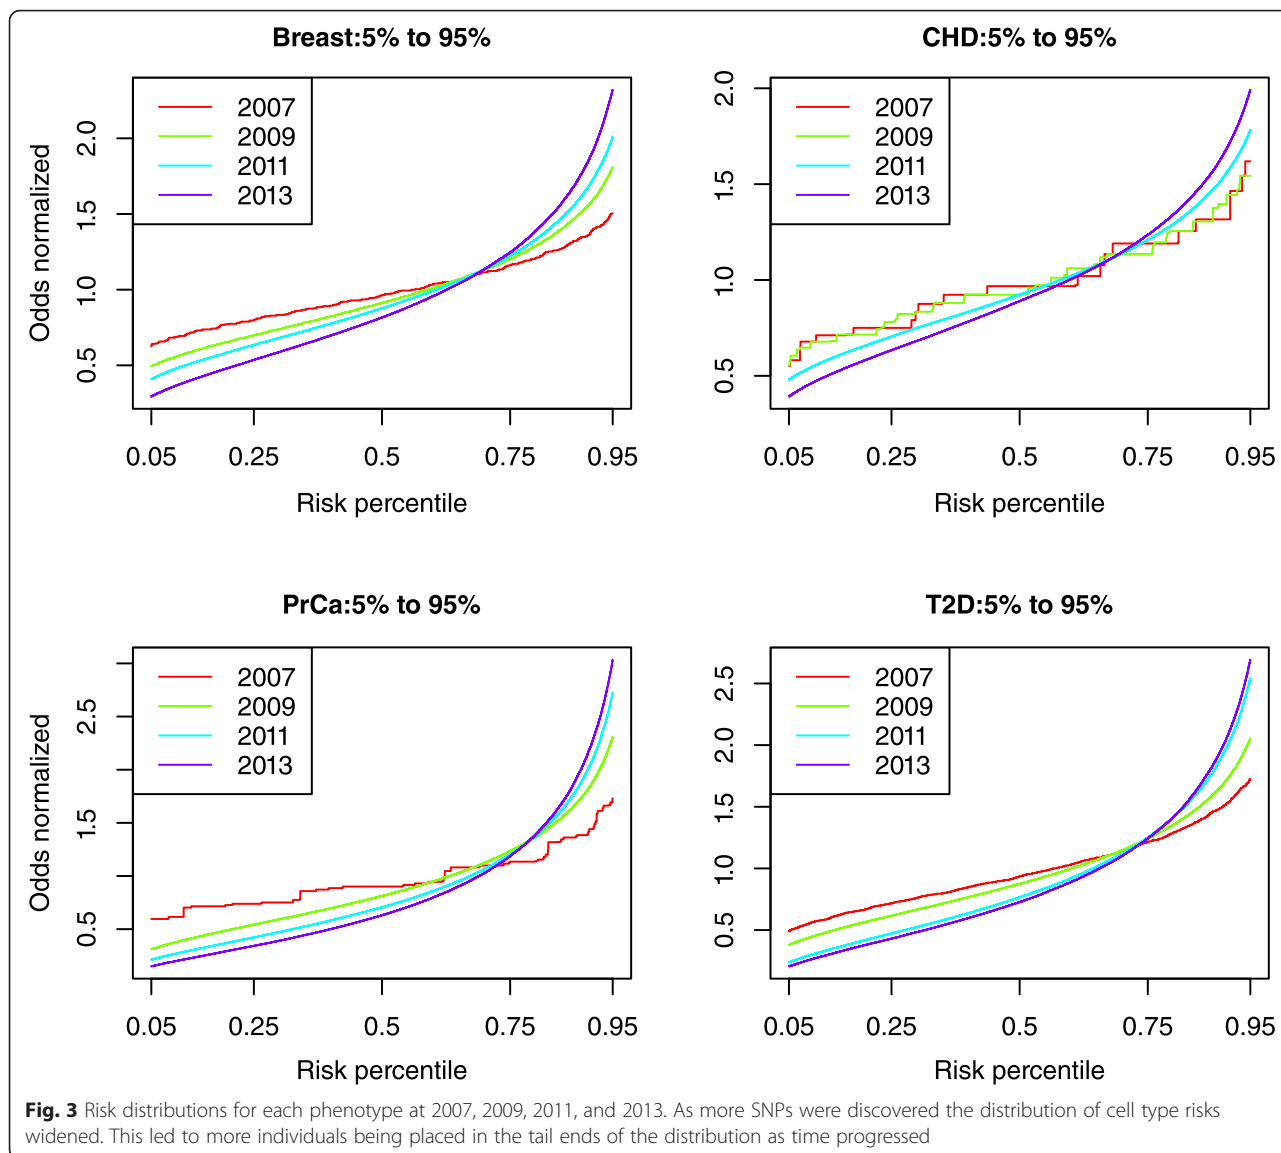 Breast:5% to 95%
2007
2009
2011
2013
Odds normalized
2.0
1.5
1.0
0.5
0.05 0.25 0.5 0.75 0.95
Risk percentile
CHD:5% to 95%
2007
2009
2011
2013
2.0
1.5
1.0
0.5
0.05 0.25 0.5 0.75 0.95
Risk percentile
PrCa:5% to 95%
2007
2009
2011
2013
Odds normalized
2.5
1.5
0.5
0.05 0.25 0.5 0.75 0.95
Risk percentile
T2D:5% to 95%
2007
2009
2011
2013
2.5
2.0
1.5
1.0
0.5
0.05 0.25 0.5 0.75 0.95
Risk percentile
Fig. 3 Risk distributions for each phenotype at 2007, 2009, 2011, and 2013. As more SNPs were discovered the distribution of cell type risks
widened. This led to more individuals being placed in the tail ends of the distribution as time progressed